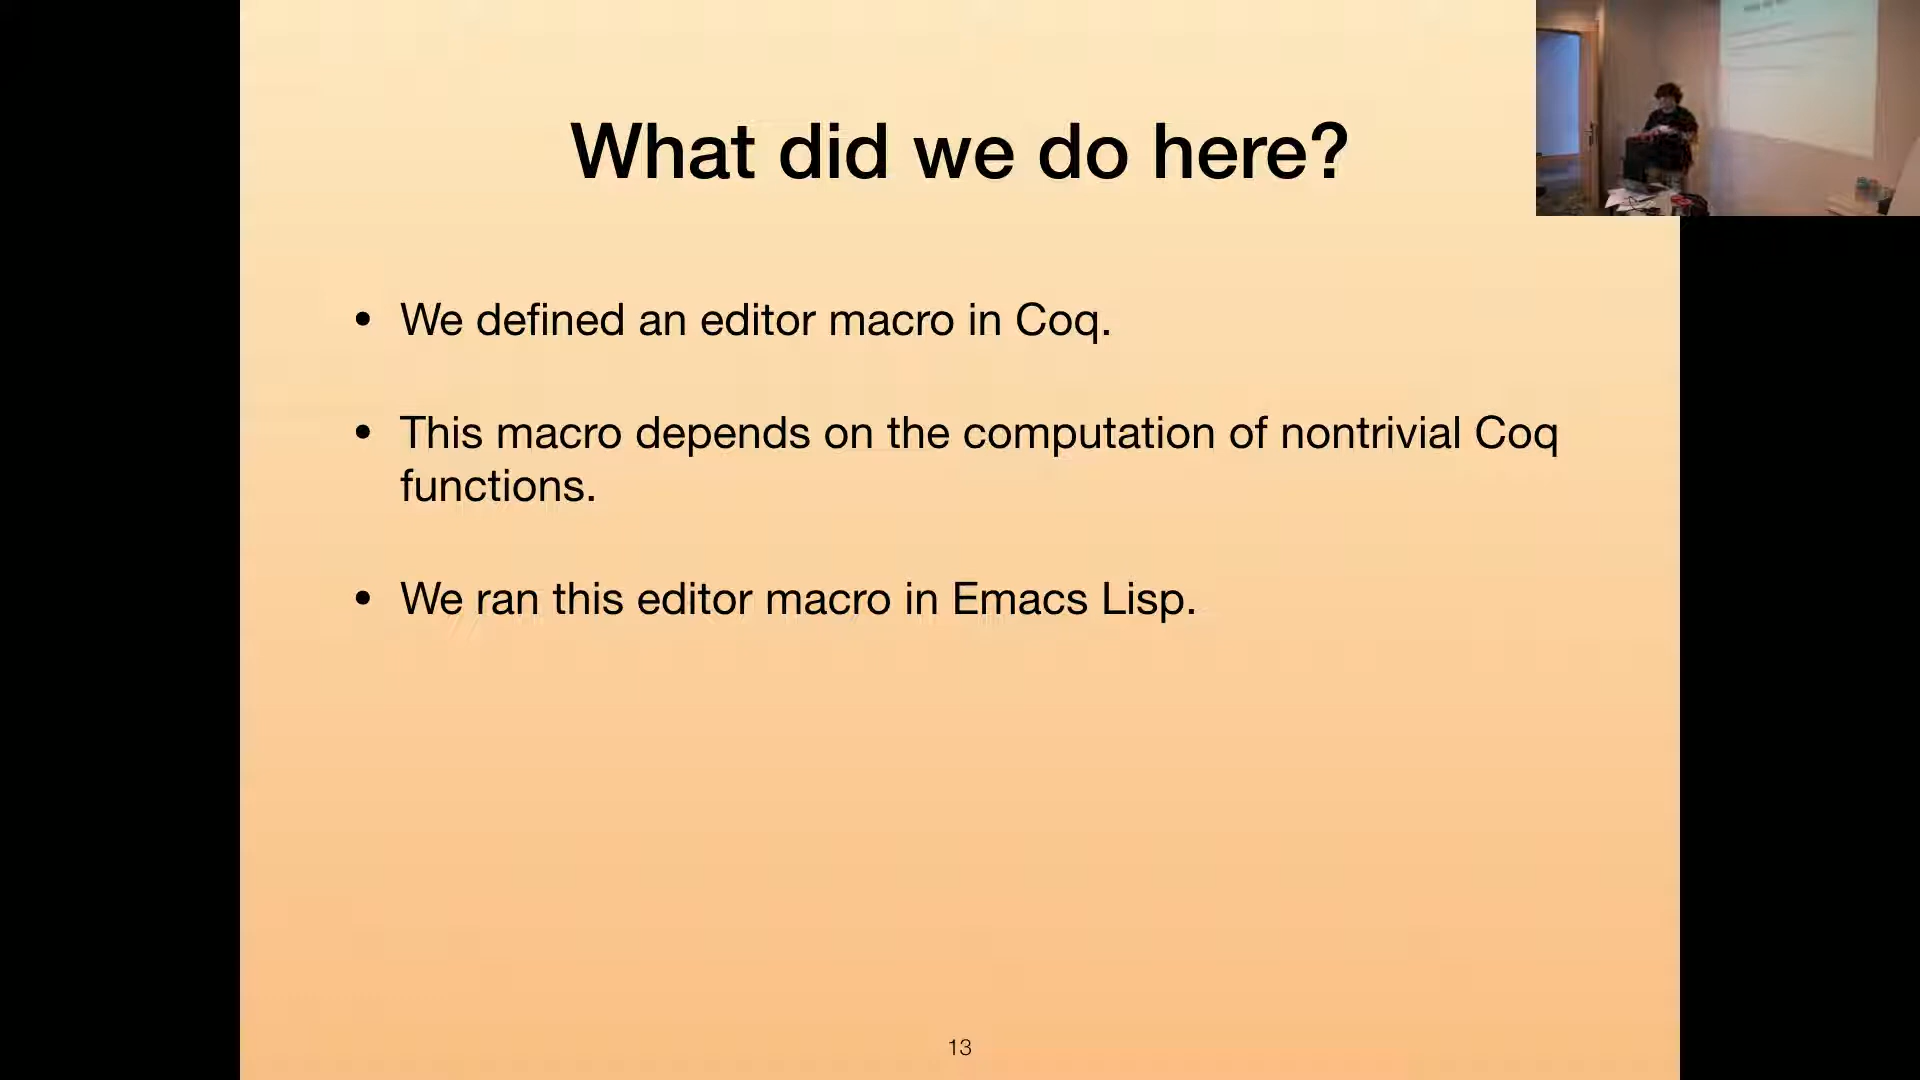 What did we do here?
• We defined an editor macro in Coq.
• This macro depends on the computation of nontrivial Coq
functions.
• We ran this editor macro in Emacs Lisp.
13